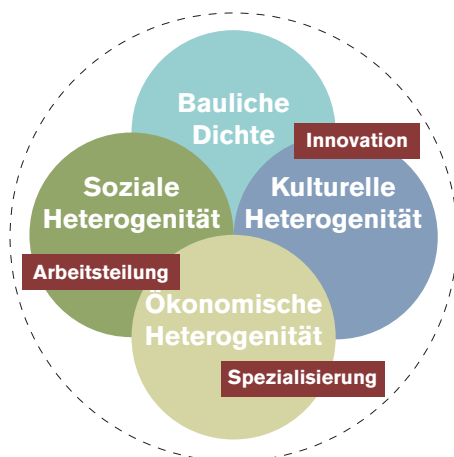 Bauliche
Dichte
Innovation
Soziale
Heterogenität
Kulturelle
Heterogenität
Arbeitsteilung
Ökonomische
Heterogenität
Spezialisierung